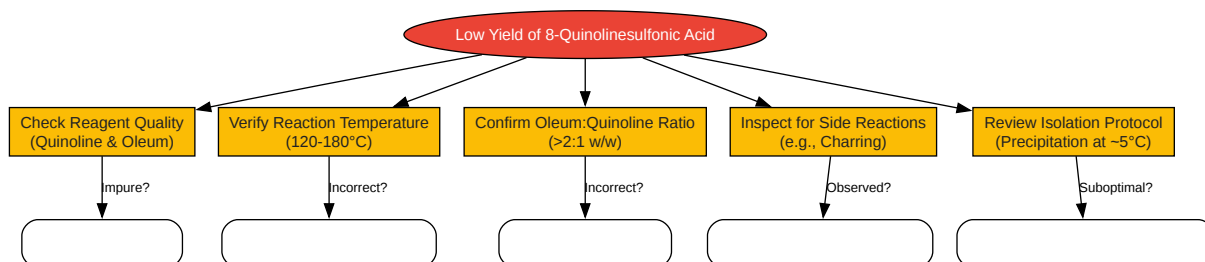 Low Yield of 8-Quinolinesulfonic Acid
Check Reagent Quality
(Quinoline & Oleum)
Verify Reaction Temperature
(120-180°C)
Confirm Oleum:Quinoline Ratio
(>2:1 w/w)
Inspect for Side Reactions
(e.g., Charring)
Review Isolation Protocol
(Precipitation at ~5°C)
Impure?
Incorrect?
Incorrect?
Observed?
Suboptimal?